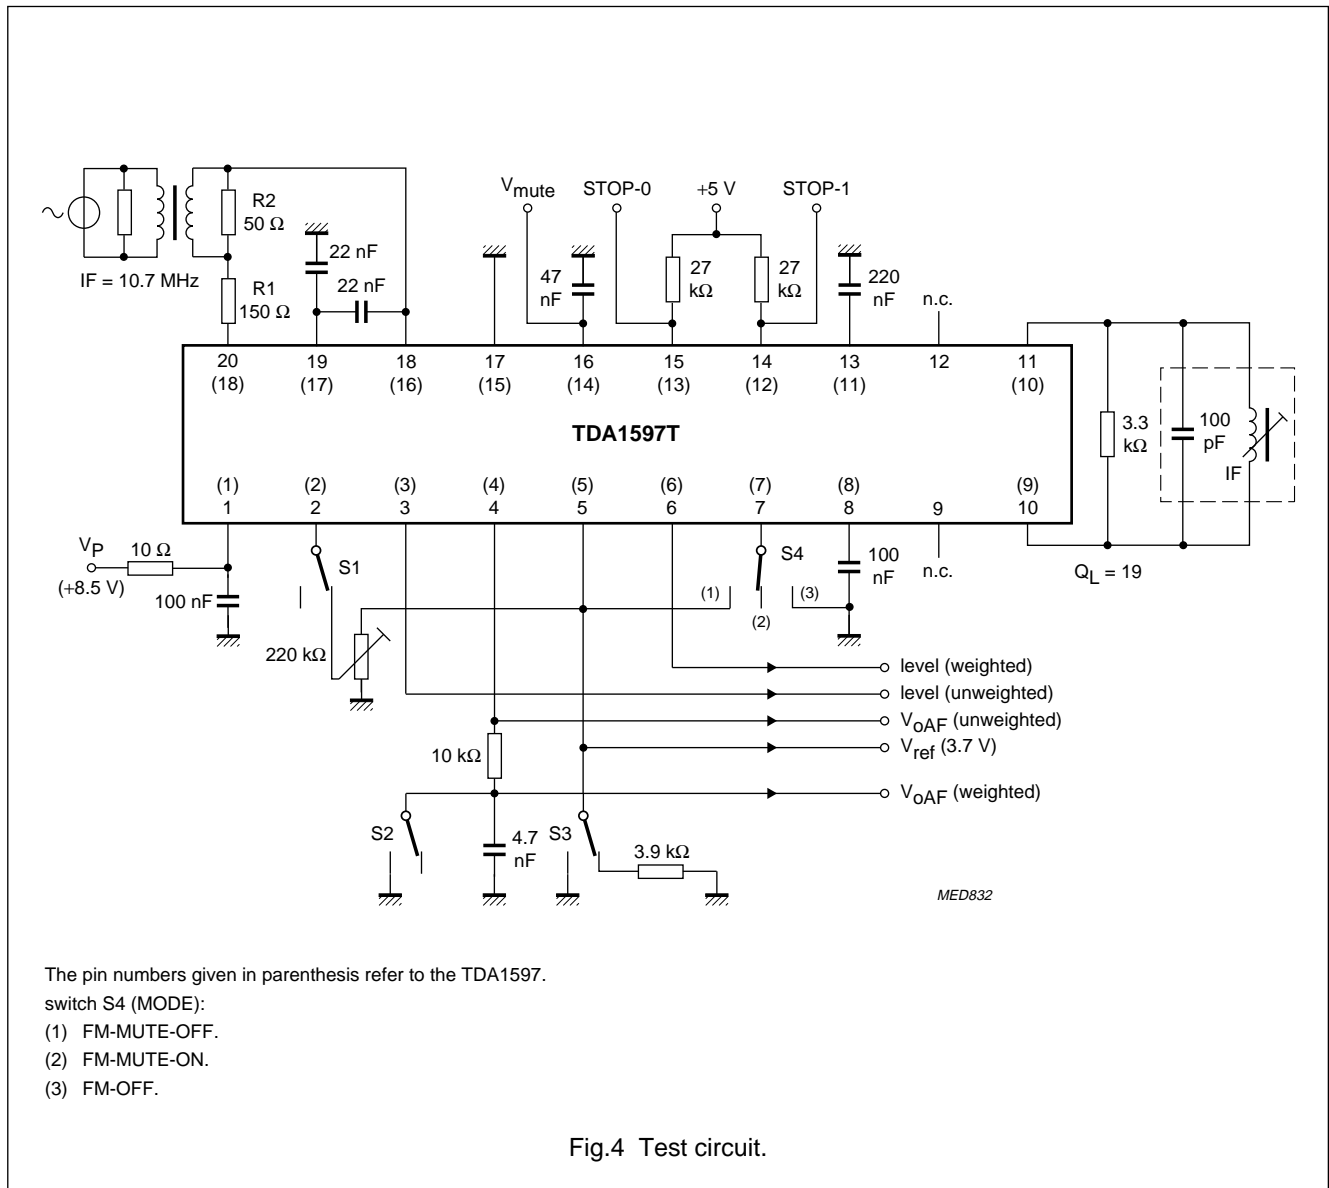 Vmute
STOP-0
+5 V
STOP-1
R2
50 Ω
IF = 10.7 MHz
R1
150 Ω
22 nF
22 nF
47
nF
27
kΩ
27
kΩ
220
nF
n.c.
20
19
18
17
16
15
14
13
12
11
(18)
(17)
(16)
(15)
(14)
(13)
(12)
(11)
(10)
TDA1597T
3.3
kΩ
100
pF
IF
(1)
(2)
(3)
(4)
(5)
(6)
(7)
(8)
(9)
1
2
3
4
5
6
7
8
9
10
VP
10 Ω
(+8.5 V)
100 nF
S1
S4
100
nF
n.c.
QL = 19
(1)
(2)
(3)
220 kΩ
level (weighted)
level (unweighted)
VoAF (unweighted)
Vref (3.7 V)
10 kΩ
VoAF (weighted)
S2
4.7
nF
S3
3.9 kΩ
MED832
The pin numbers given in parenthesis refer to the TDA1597.
switch S4 (MODE):
(1) FM-MUTE-OFF.
(2) FM-MUTE-ON.
(3) FM-OFF.
Fig.4 Test circuit.